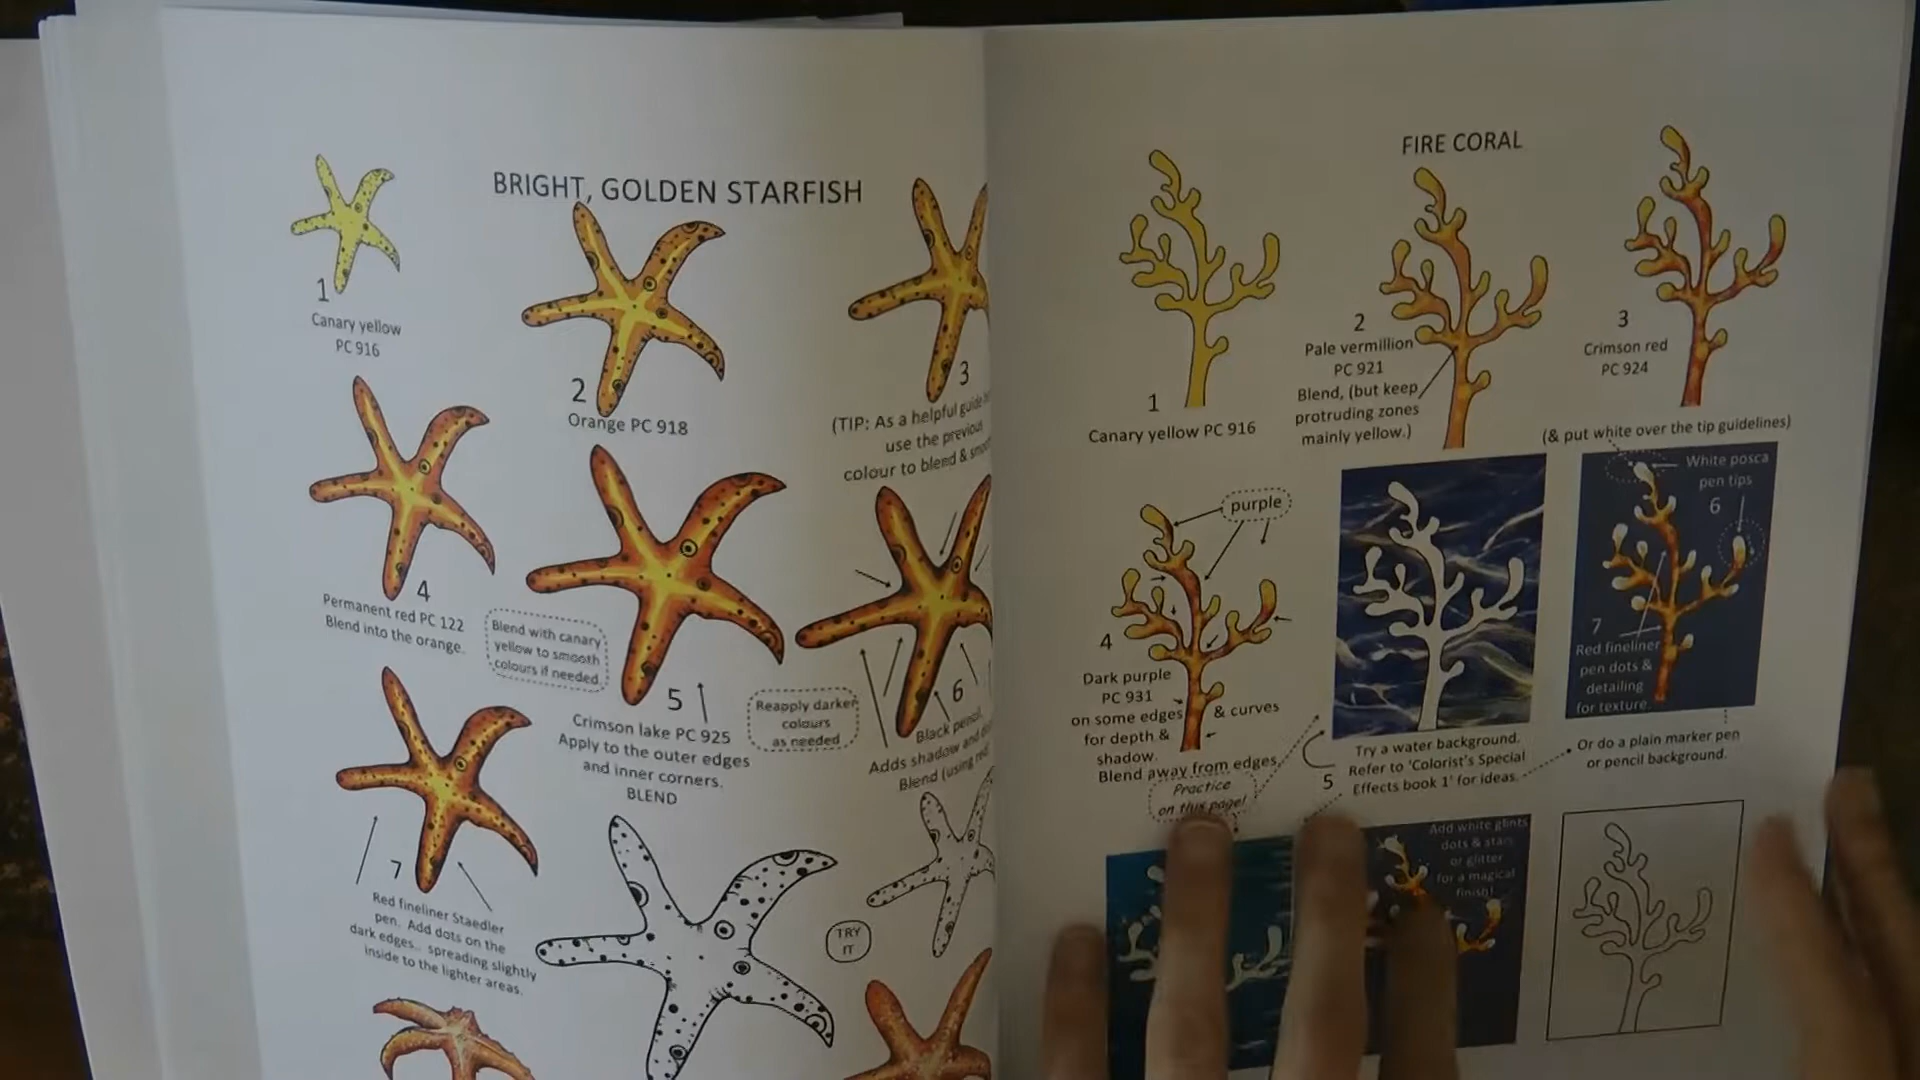 BRIGHT, GOLDEN STARFISH
1
Canary yellow
PC 916
2
Orange PC 918
3
(TIP: As a helpful guide
use the previous
colour to blend &
4
Permanent red PC 122
Blend into the orange.
Blend with canary
yellow to smooth
colours if needed
5
Crimson lake PC 925
Apply to the outer edges
and inner corners.
BLEND
Reapply darker
colours
as needed
6
Black pencil
Adds shadow and
Blend (using red
7
Red fineliner Staedler
pen. Add dots on the
dark edges.. spreading slightly
inside to the lighter areas.
TRY
IT
FIRE CORAL
1
Canary yellow PC 916
2
Pale vermillion
PC 921
Blend, (but keep
protruding zones
mainly yellow.)
3
Crimson red
PC 924
(& put white over the tip guidelines)
purple
4
Dark purple
PC 931
on some edges
& curves
for depth &
shadow.
Blend away from edges
Practice
on this page!
5
Try a water background.
Refer to 'Colorist's Special
Effects book 1' for ideas.
White posca
pen tips
6
7
Red fineliner
pen dots &
detailing
for texture.
Or do a plain marker pen
or pencil background.
Add white glints
dots & stars
or glitter
for a magical
finish!